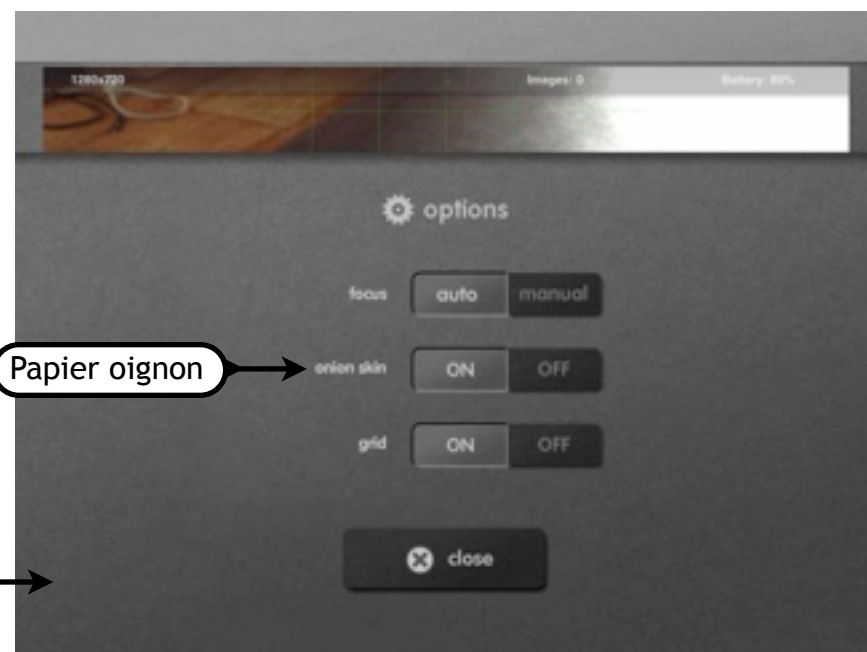 1280x720 Images: 0 Battery: 80%
options
focus auto manual
Papier oignon onion skin ON OFF
grid ON OFF
close